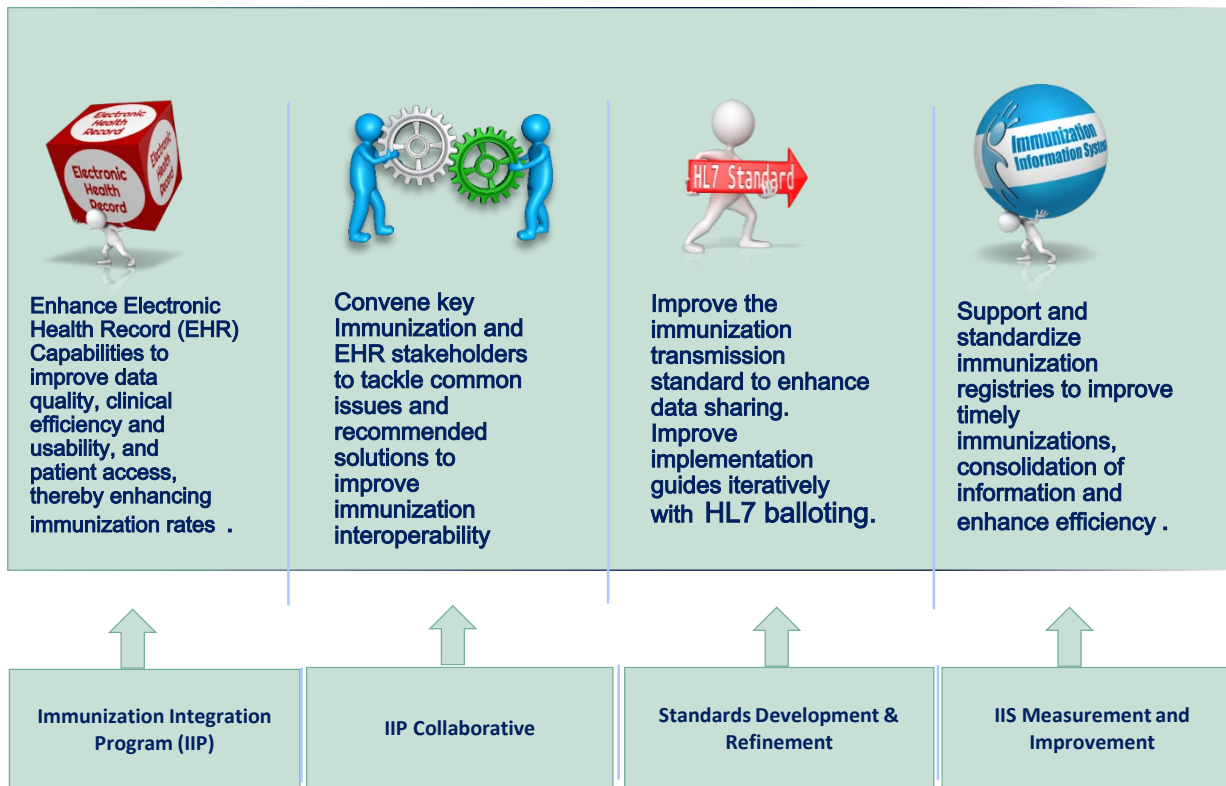 Electronic
Health
Record
Electronic
Health
Record
Electronic
Health
Record
Enhance Electronic
Health Record (EHR)
Capabilities to
improve data
quality, clinical
efficiency and
usability, and
patient access,
thereby enhancing
immunization rates .
Convene key
Immunization and
EHR stakeholders
to tackle common
issues and
recommended
solutions to
improve
immunization
interoperability
HL7 Standard
Improve the
immunization
transmission
standard to enhance
data sharing.
Improve
implementation
guides iteratively
with HL7 balloting.
Immunization
Information System
Support and
standardize
immunization
registries to improve
timely
immunizations,
consolidation of
information and
enhance efficiency .
Immunization Integration
Program (IIP)
IIP Collaborative
Standards Development &
Refinement
IIS Measurement and
Improvement